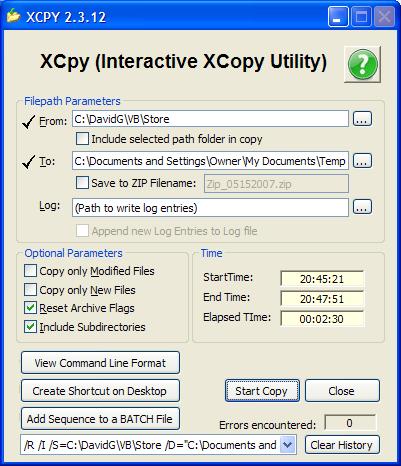 XCPY 2.3.12
XCpy (Interactive XCopy Utility)
?
Filepath Parameters
From: C:\DavidG\VB\Store ...
Include selected path folder in copy
To: C:\Documents and Settings\Owner\My Documents\Temp ...
Save to ZIP Filename: Zip_05152007.zip
Log: (Path to write log entries) ...
Append new Log Entries to Log file
Optional Parameters
Copy only Modified Files
Copy only New Files
Reset Archive Flags
Include Subdirectories
Time
StartTime: 20:45:21
End Time: 20:47:51
Elapsed TIme: 00:02:30
View Command Line Format
Create Shortcut on Desktop
Start Copy
Close
Add Sequence to a BATCH File
Errors encountered: 0
/R /I /S=C:\DavidG\VB\Store /D="C:\Documents and
Clear History